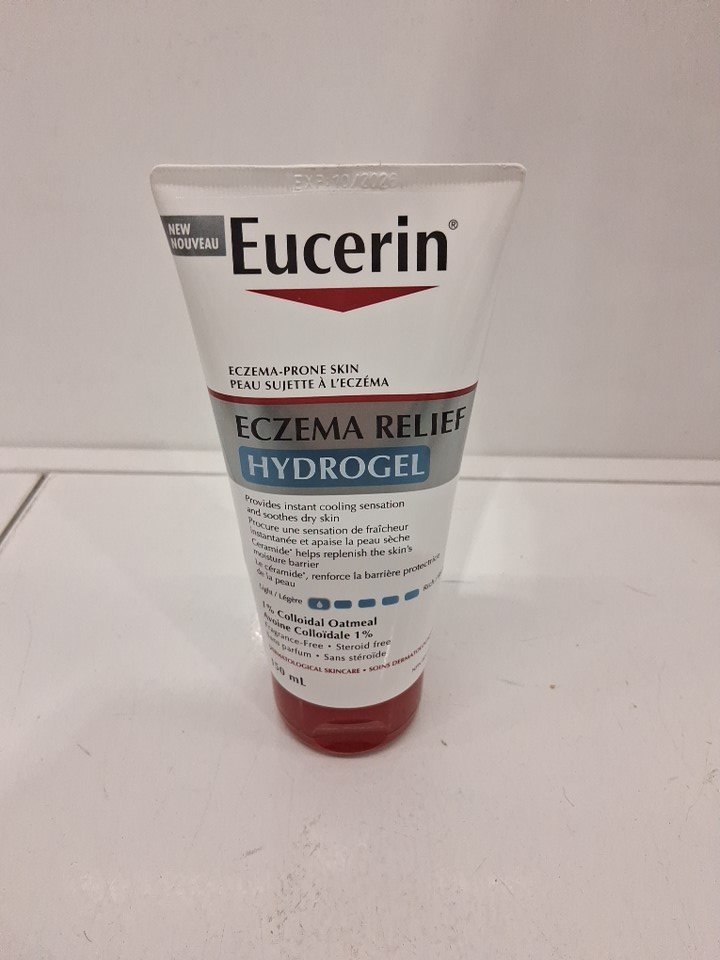 EXP 10/202
NEW
NOUVEAU
Eucerin®
ECZEMA-PRONE SKIN
PEAU SUJETTE À L'ECZÉMA
ECZEMA RELIEF
HYDROGEL
Provides instant cooling sensation
and soothes dry skin
Procure une sensation de fraîcheur
instantanée et apaise la peau sèche
Ceramide* helps replenish the skin's
moisture barrier
Le céramide*, renforce la barrière protectrice
de la peau
Light / Légère
1% Colloidal Oatmeal
Avoine Colloïdale 1%
Fragrance-Free • Steroid free
Sans parfum • Sans stéroïde
DERMATOLOGICAL SKINCARE • SOINS
150 mL